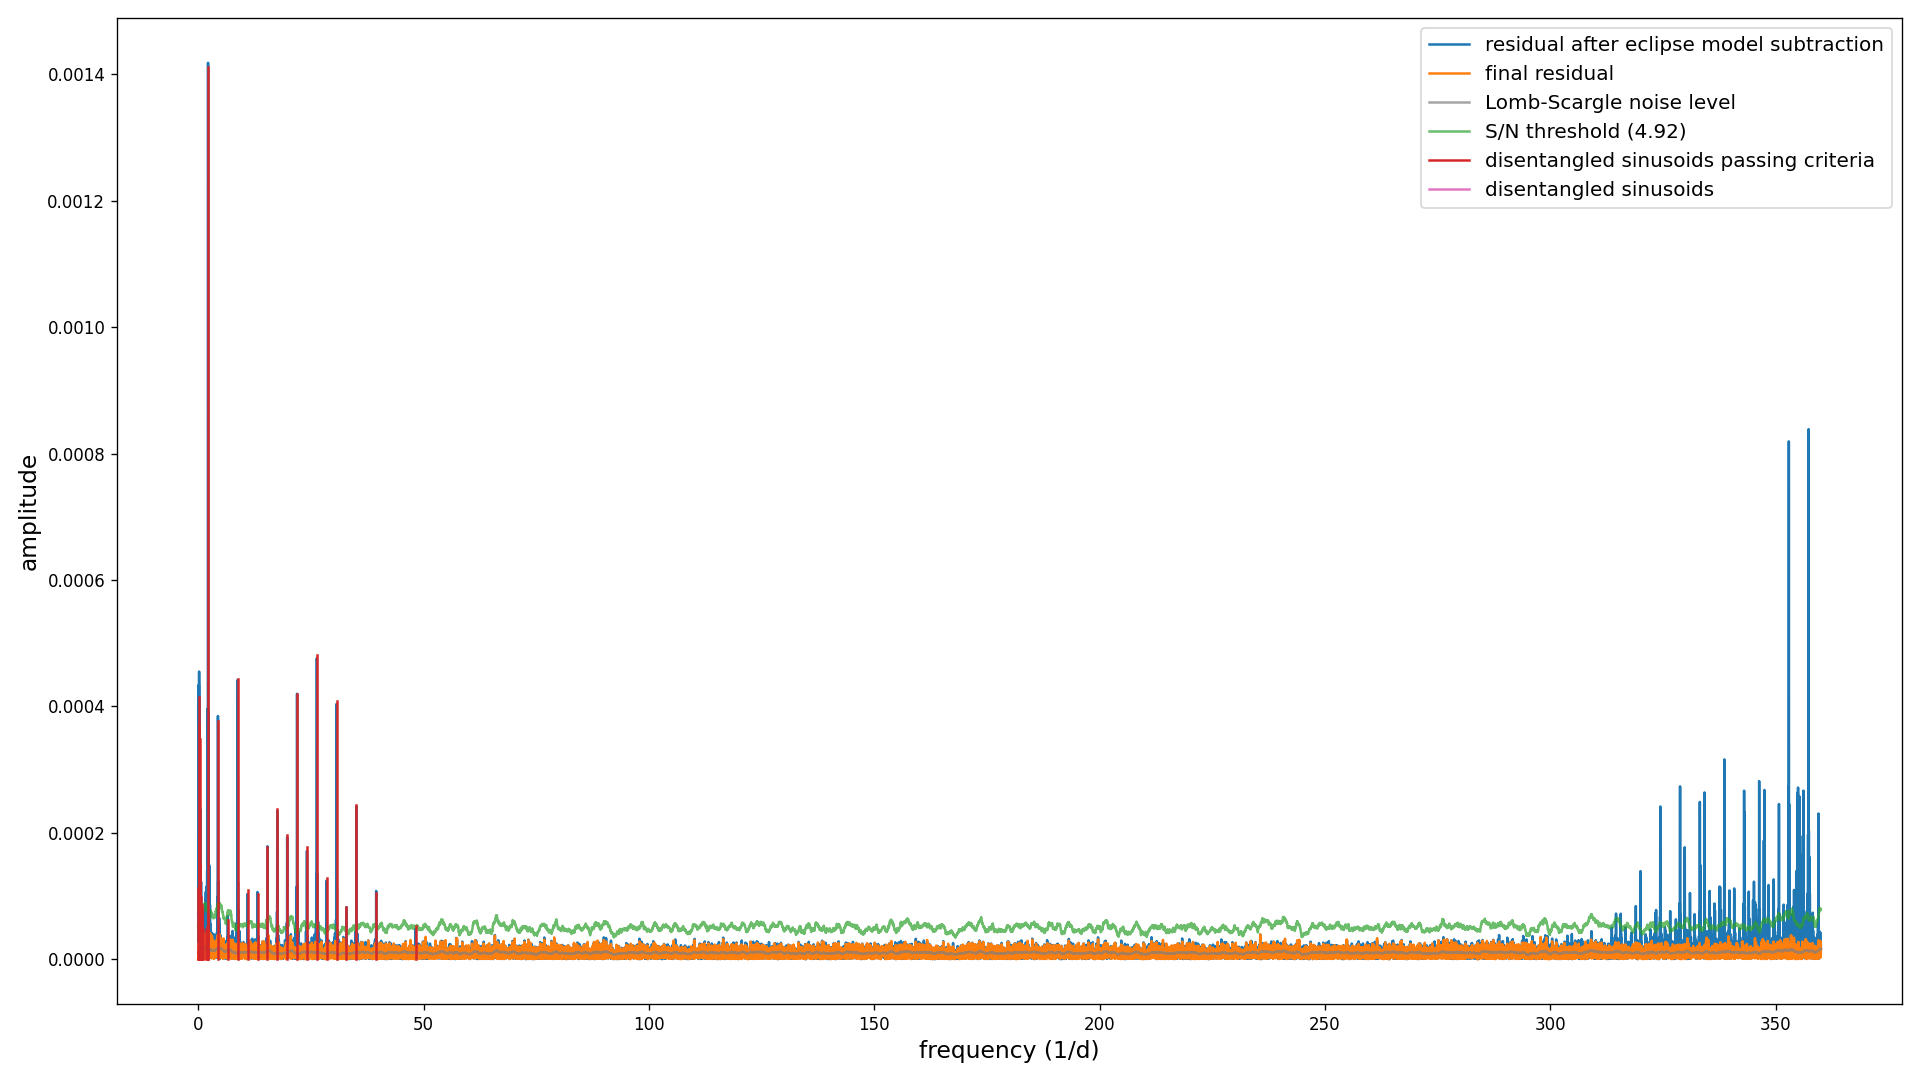 residual after eclipse model subtraction
final residual
Lomb-Scargle noise level
S/N threshold (4.92)
disentangled sinusoids passing criteria
disentangled sinusoids
amplitude
0.0014
0.0012
0.0010
0.0008
0.0006
0.0004
0.0002
0.0000
0
50
100
150
200
250
300
350
frequency (1/d)